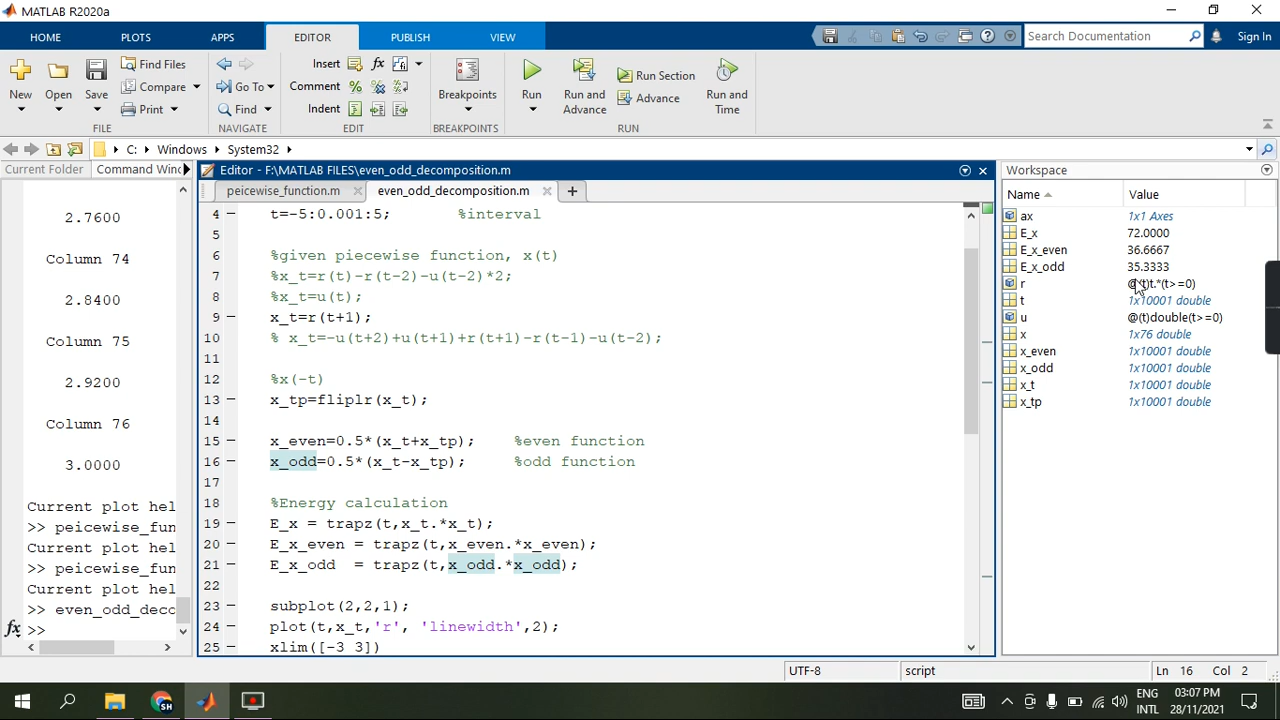 MATLAB R2020a
HOME PLOTS APPS EDITOR PUBLISH VIEW Search Documentation Sign In
New Open Save Find Files Compare Print Go To Find Insert fx Comment Indent Breakpoints Run Run and Advance Run Section Advance Run and Time
FILE NAVIGATE EDIT BREAKPOINTS RUN
C: Windows System32
Current Folder Command Winc
2.7600
Column 74
2.8400
Column 75
2.9200
Column 76
3.0000
Current plot hel
>> peicewise_fun
Current plot hel
>> peicewise_fun
Current plot hel
>> even_odd_deco
fx >>
Editor - F:\MATLAB FILES\even_odd_decomposition.m
peicewise_function.m even_odd_decomposition.m
4 t=-5:0.001:5; %interval
5
6 %given piecewise function, x(t)
7 %x_t=r(t)-r(t-2)-u(t-2)*2;
8 %x_t=u(t);
9 x_t=r(t+1);
10 % x_t=-u(t+2)+u(t+1)+r(t+1)-r(t-1)-u(t-2);
11
12 %x(-t)
13 x_tp=fliplr(x_t);
14
15 x_even=0.5*(x_t+x_tp); %even function
16 x_odd=0.5*(x_t-x_tp); %odd function
17
18 %Energy calculation
19 E_x = trapz(t,x_t.*x_t);
20 E_x_even = trapz(t,x_even.*x_even);
21 E_x_odd = trapz(t,x_odd.*x_odd);
22
23 subplot(2,2,1);
24 plot(t,x_t,'r', 'linewidth',2);
25 xlim([-3 3])
Workspace
Name Value
ax 1x1 Axes
E_x 72.0000
E_x_even 36.6667
E_x_odd 35.3333
r @(t)t.*(t>=0)
t 1x10001 double
u @(t)double(t>=0)
x 1x76 double
x_even 1x10001 double
x_odd 1x10001 double
x_t 1x10001 double
x_tp 1x10001 double
UTF-8 script Ln 16 Col 2
SH ENG INTL 03:07 PM 28/11/2021